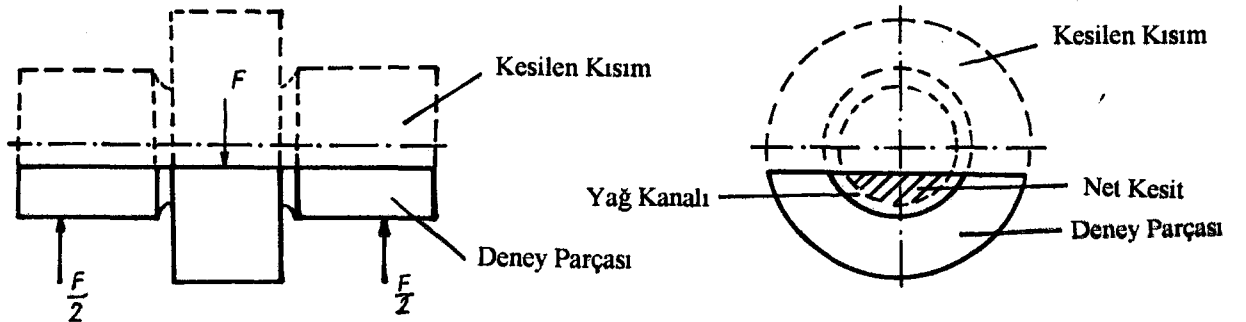 F
Kesilen Kısım
Deney Parçası
F/2
F/2
Kesilen Kısım
Yağ Kanalı
Net Kesit
Deney Parçası